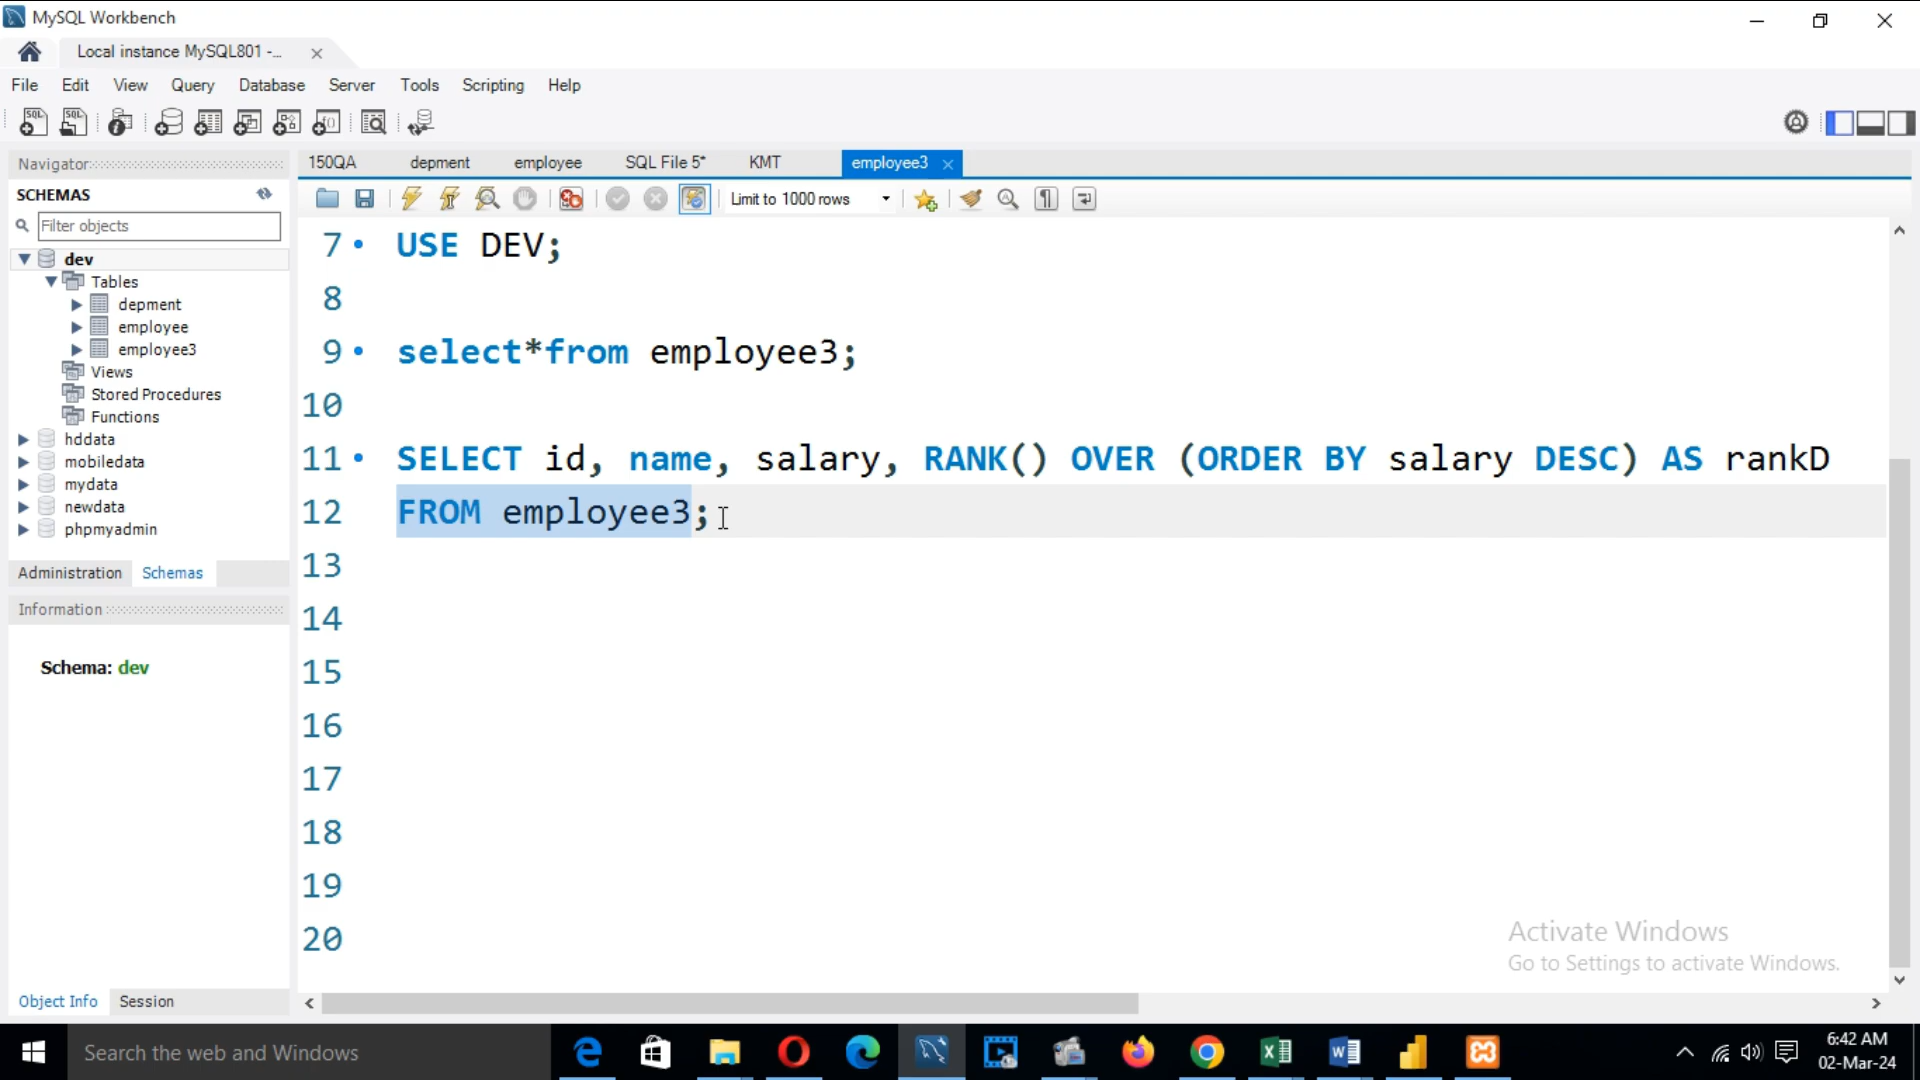 MySQL Workbench
Local instance MySQL801 -...
File Edit View Query Database Server Tools Scripting Help
Navigator
150QA depment employee SQL File 5* KMT employee3
SCHEMAS
Limit to 1000 rows
Filter objects
dev
Tables
depment
employee
employee3
Views
Stored Procedures
Functions
hddata
mobiledata
mydata
newdata
phpmyadmin
Administration Schemas
Information
Schema: dev
Object Info Session
7 USE DEV;
8
9 select*from employee3;
10
11 SELECT id, name, salary, RANK() OVER (ORDER BY salary DESC) AS rankD
12 FROM employee3;
13
14
15
16
17
18
19
20
Activate Windows
Go to Settings to activate Windows.
Search the web and Windows
6:42 AM
02-Mar-24